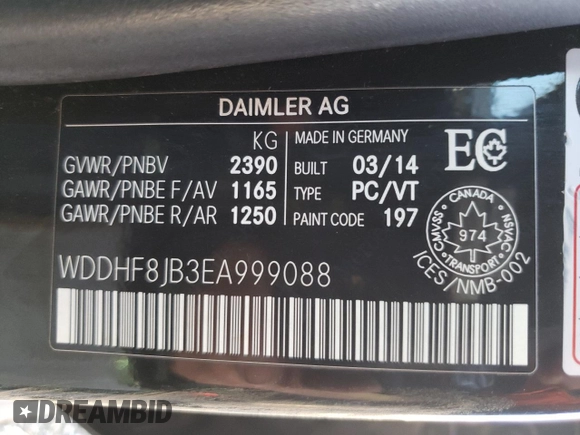 DAIMLER AG
KG
MADE IN GERMANY
GVWR/PNBV 2390
BUILT 03/14
GAWR/PNBE F/AV 1165
TYPE PC/VT
GAWR/PNBE R/AR 1250
PAINT CODE 197
EC
CANADA
CMVSS
974
NSVAC
TRANSPORT
ICES/NMB-002
WDDHF8JB3EA999088
DREAMBID